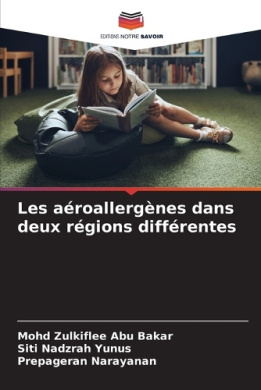 EDITIONS NOTRE SAVOIR
Les aéroallergènes dans
deux régions différentes
Mohd Zulkiflee Abu Bakar
Siti Nadzrah Yunus
Prepageran Narayanan